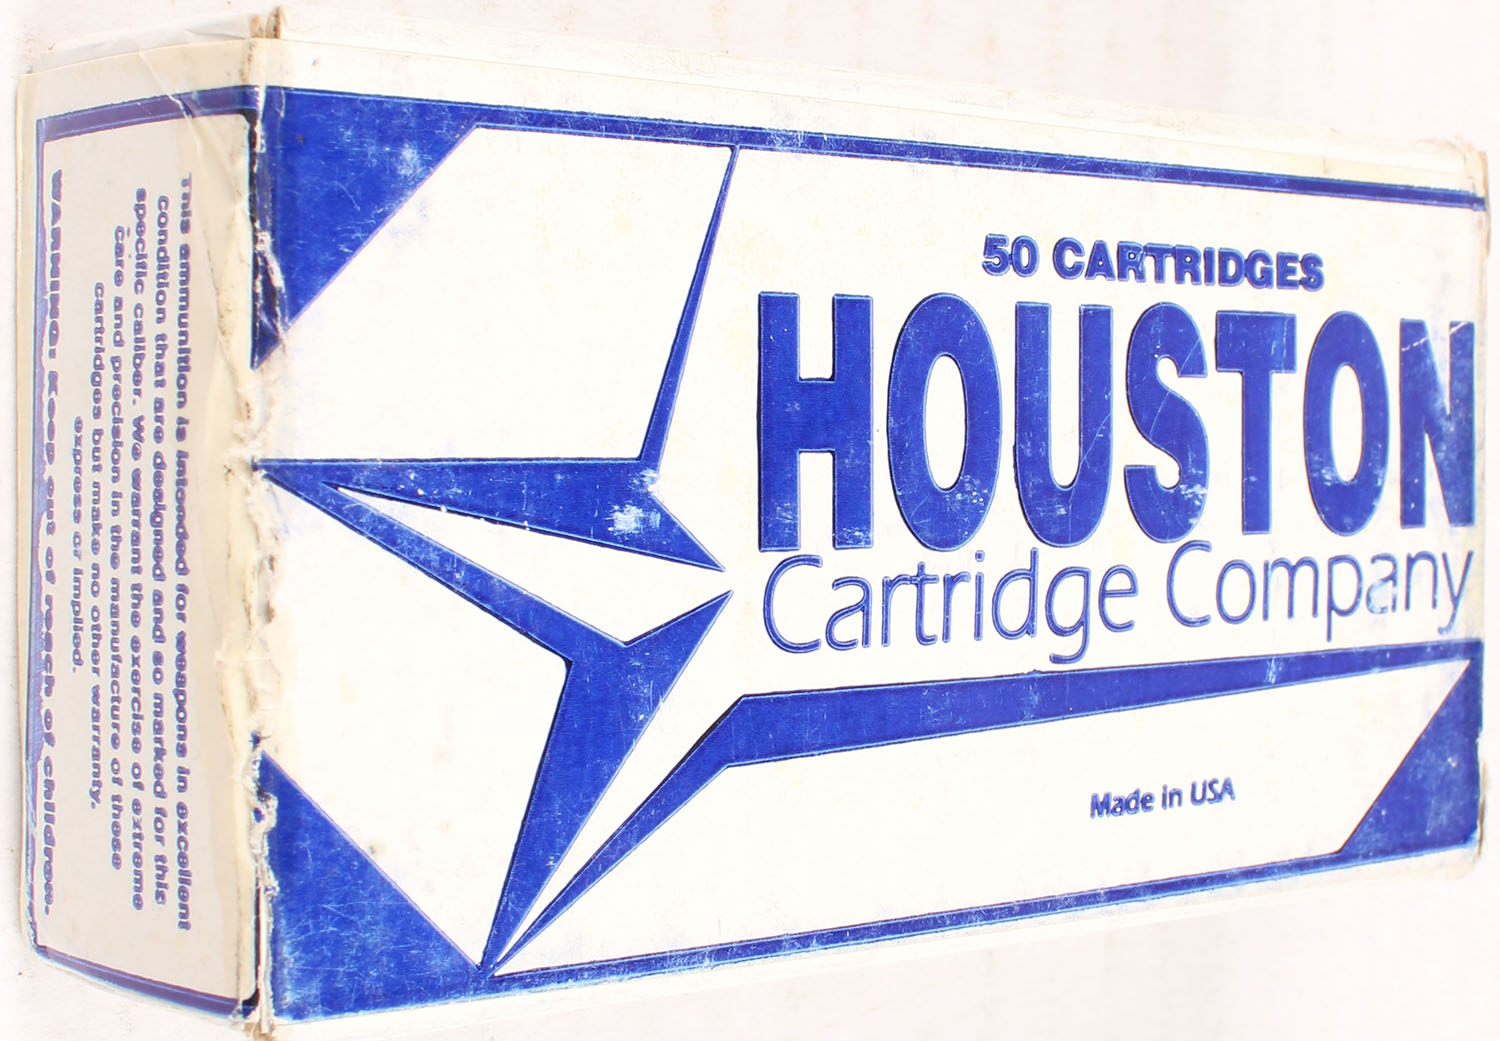 50 CARTRIDGES
HOUSTON
Cartridge Company
Made in USA
This ammunition is intended for weapons in excellent
condition that are designed and so marked for this
specific caliber. We warrant the exercise of extreme
care and precision in the manufacture of these
cartridges but make no other warranty,
express or implied.
WARNING: Keep out of reach of children.